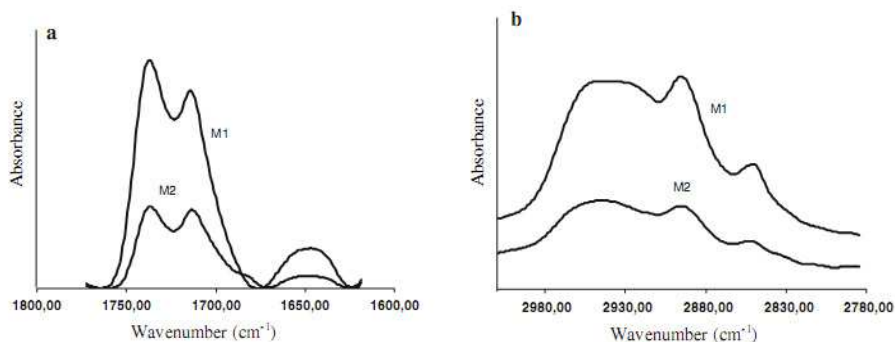 a
Absorbance
M1
M2
1800,00 1750,00 1700,00 1650,00 1600,00
Wavenumber (cm⁻¹)
b
Absorbance
M1
M2
2980,00 2930,00 2880,00 2830,00 2780,00
Wavenumber (cm⁻¹)